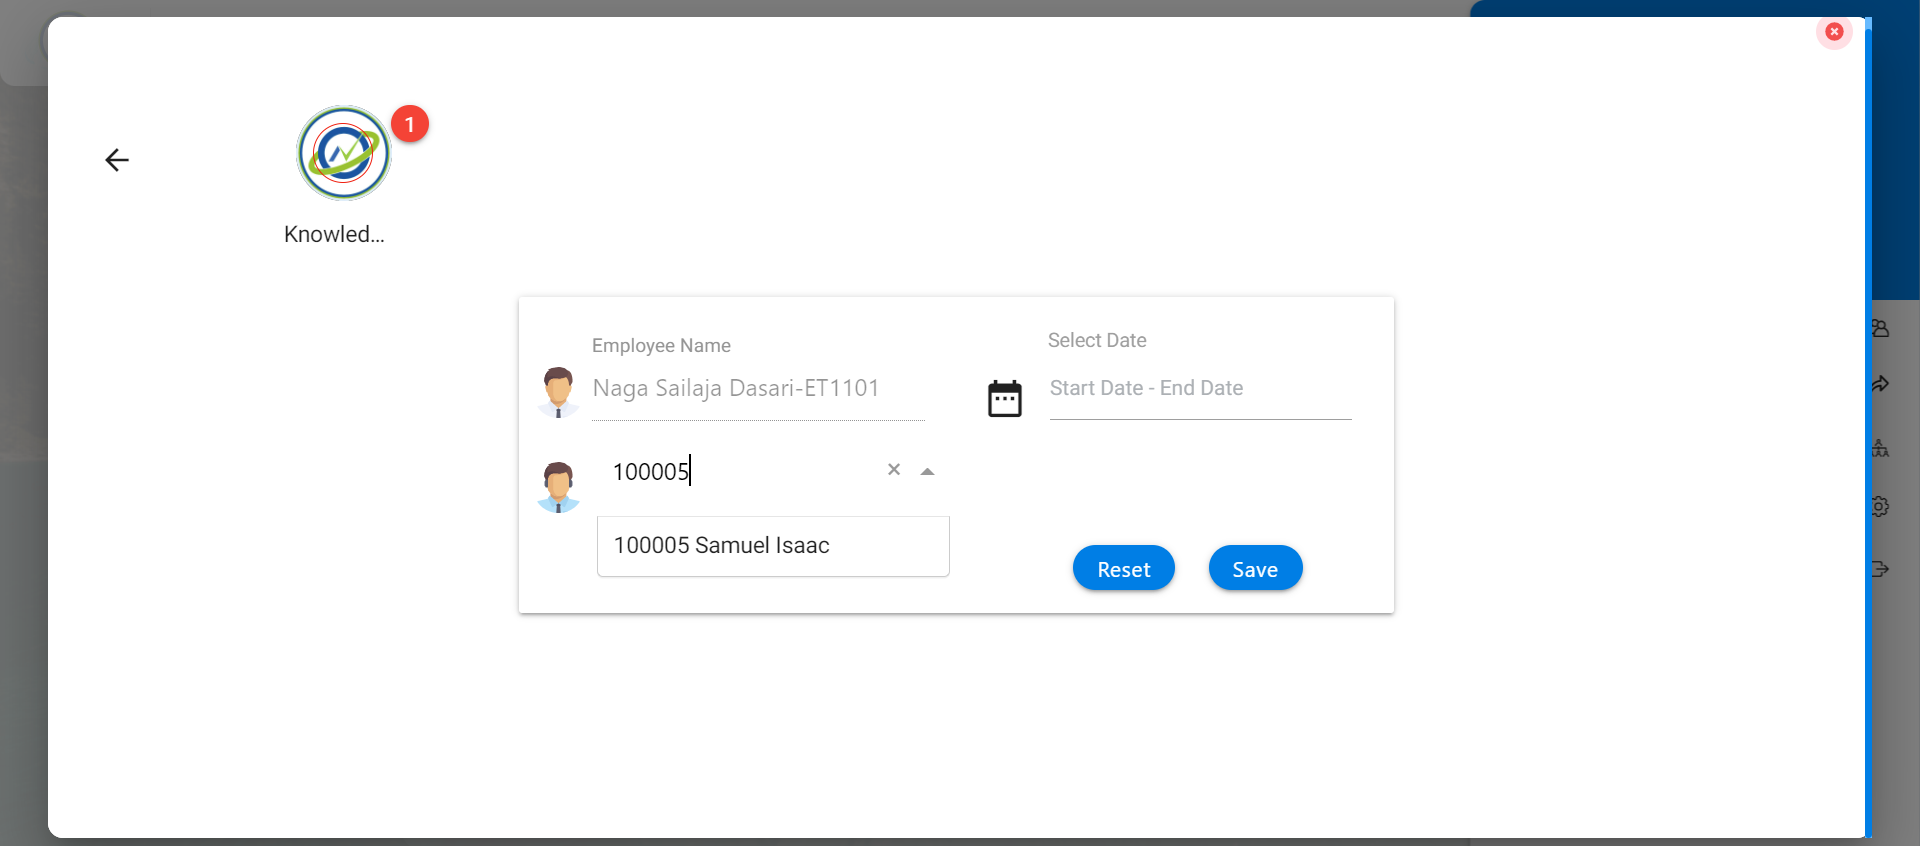 1
Knowled...
Employee Name
Naga Sailaja Dasari-ET1101
Select Date
Start Date - End Date
100005
100005 Samuel Isaac
Reset
Save